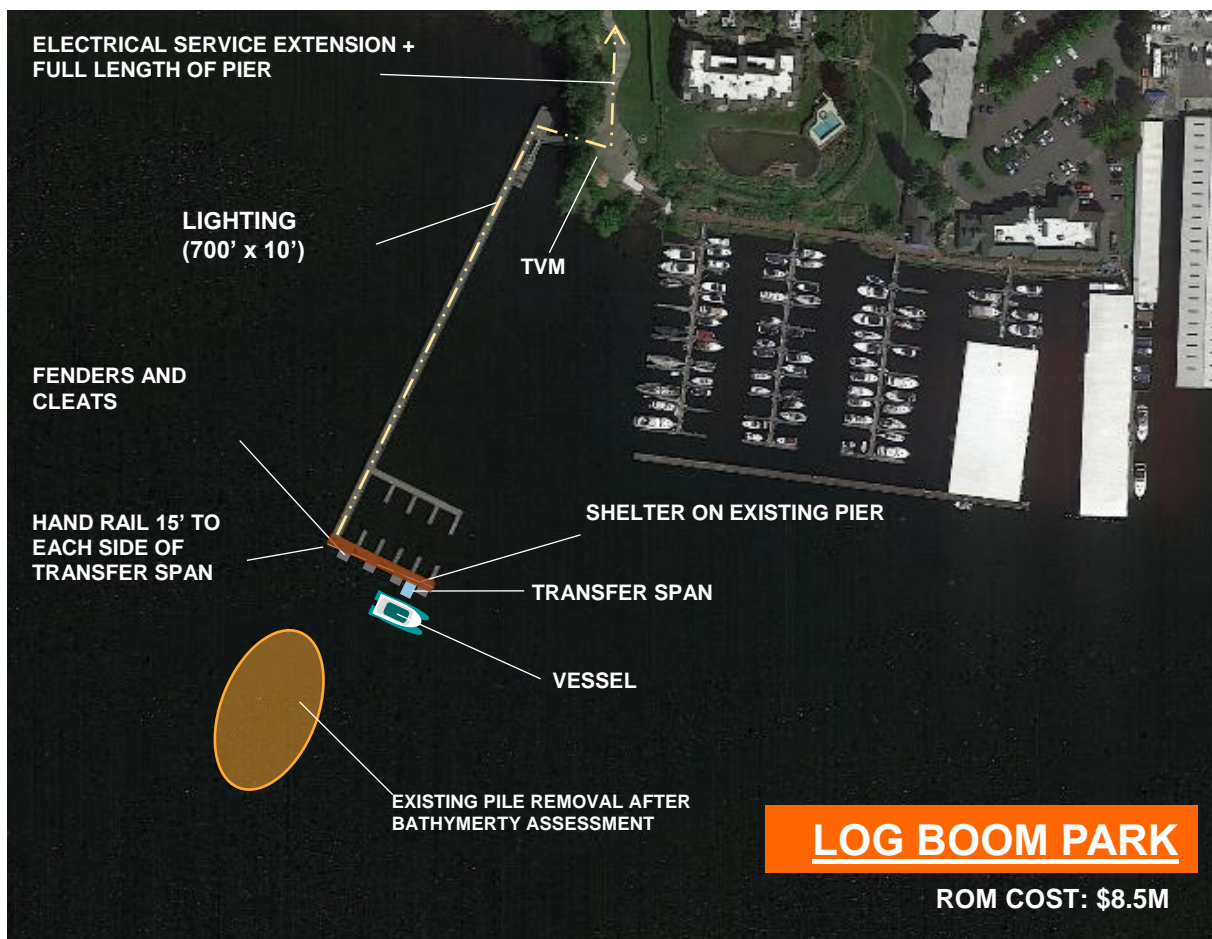 ELECTRICAL SERVICE EXTENSION +
FULL LENGTH OF PIER
LIGHTING
(700’ x 10’)
TVM
FENDERS AND
CLEATS
HAND RAIL 15’ TO
EACH SIDE OF
TRANSFER SPAN
SHELTER ON EXISTING PIER
TRANSFER SPAN
VESSEL
EXISTING PILE REMOVAL AFTER
BATHYMERTY ASSESSMENT
LOG BOOM PARK
ROM COST: $8.5M